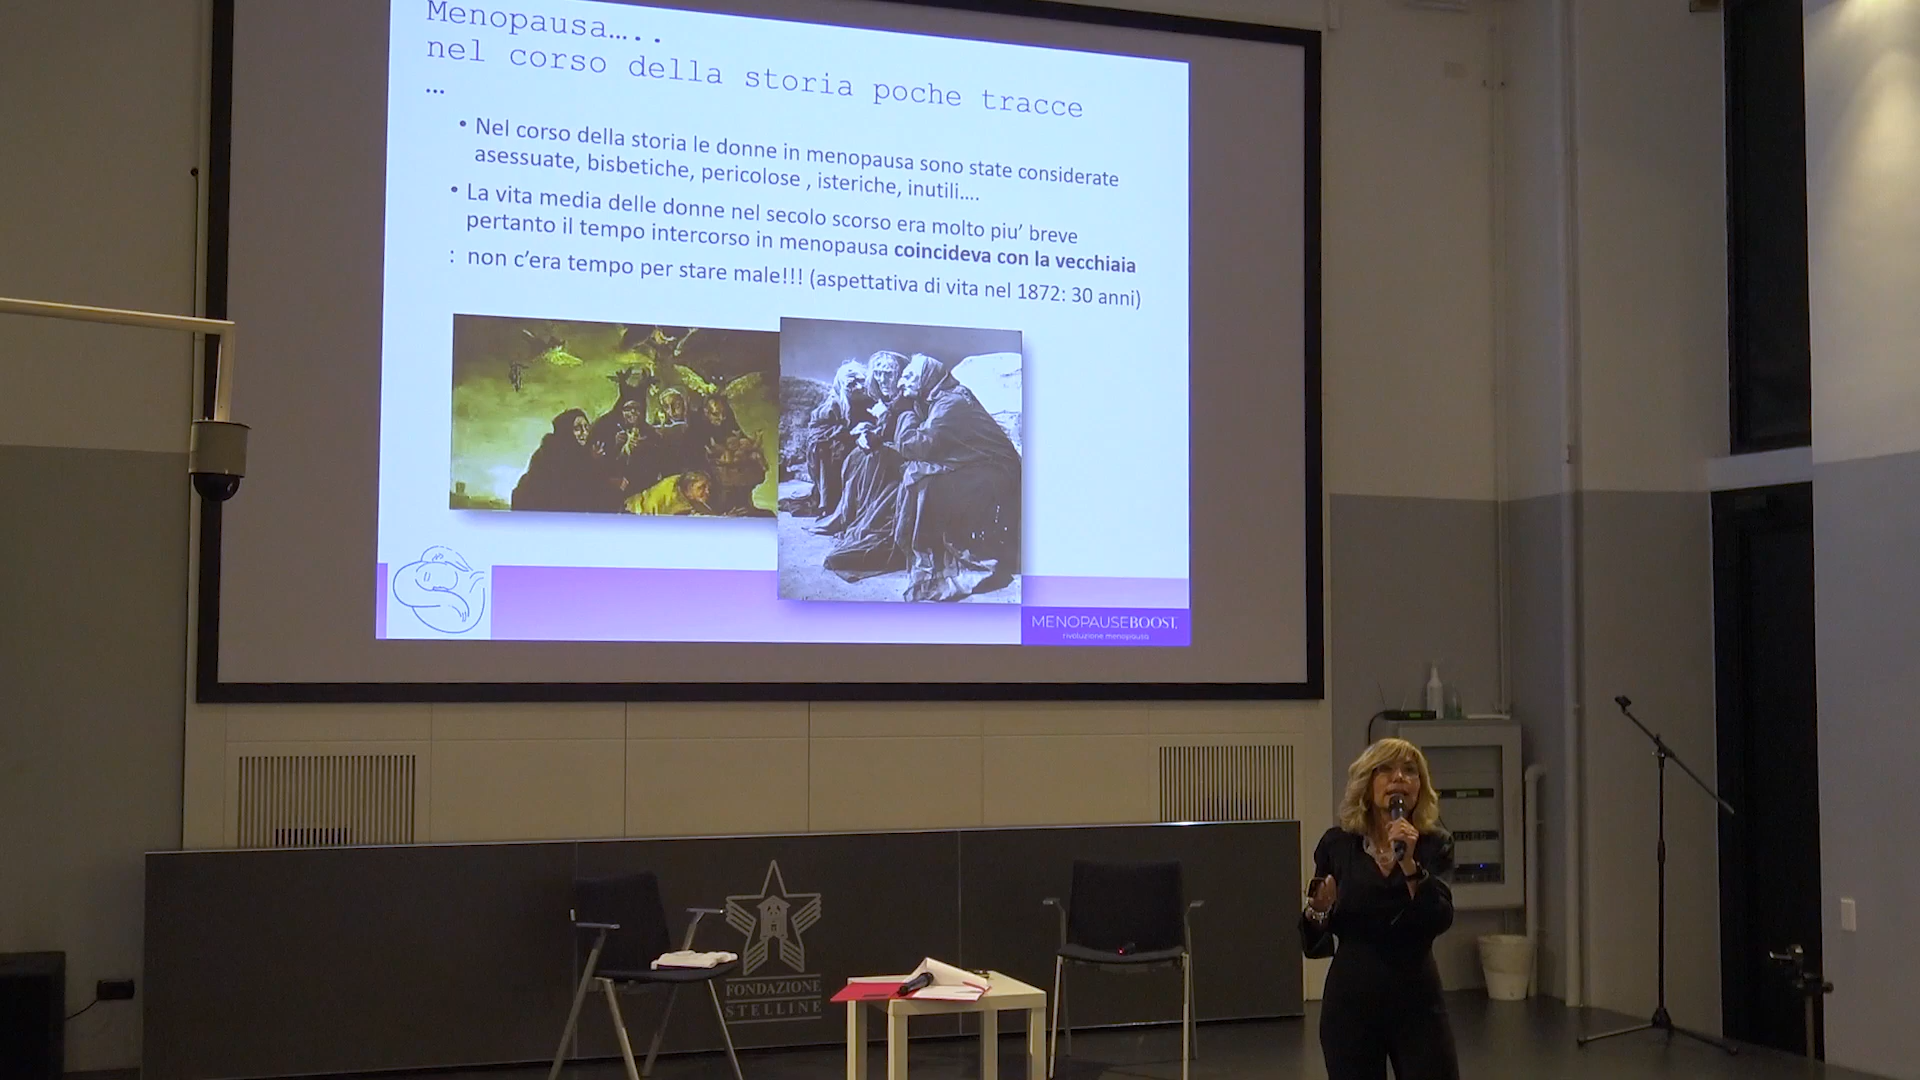 Menopausa…..
nel corso della storia poche tracce
…
• Nel corso della storia le donne in menopausa sono state considerate
asessuate, bisbetiche, pericolose , isteriche, inutili….
• La vita media delle donne nel secolo scorso era molto piu’ breve
pertanto il tempo intercorso in menopausa coincideva con la vecchiaia
: non c’era tempo per stare male!!! (aspettativa di vita nel 1872: 30 anni)
MENOPAUSEBOOST
rivoluzione menopausa
FONDAZIONE
STELLINE